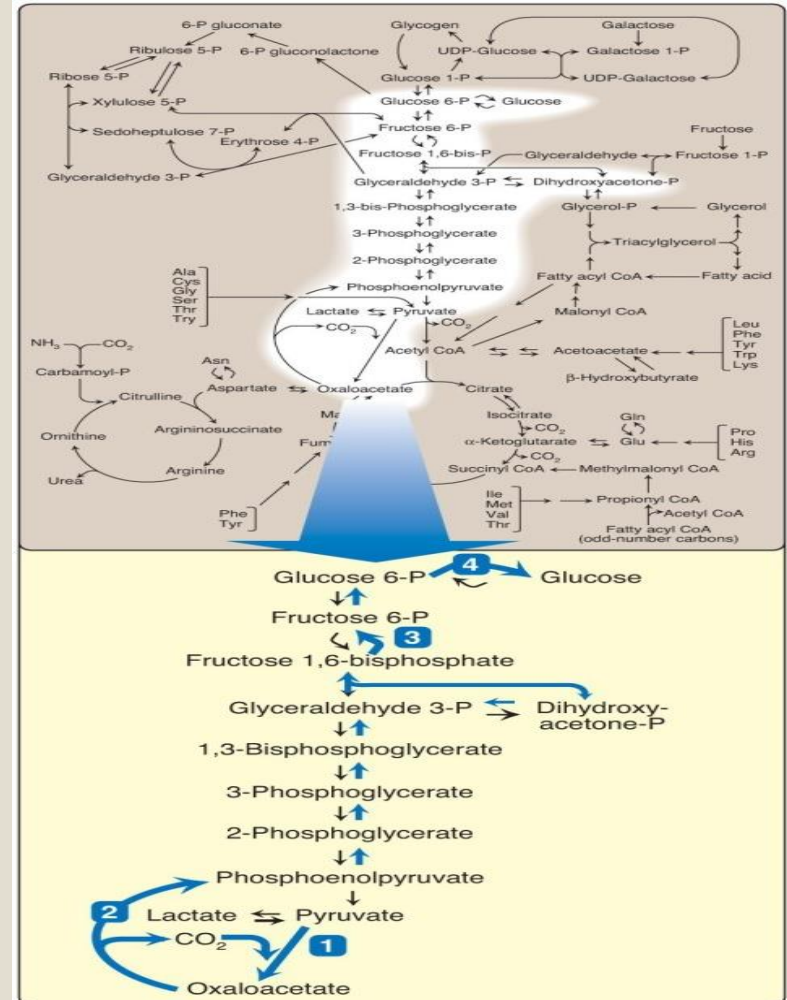 6-P gluconate
Glycogen
Galactose
Ribulose 5-P
6-P gluconolactone
UDP-Glucose
Galactose 1-P
Ribose 5-P
Glucose 1-P
UDP-Galactose
Xylulose 5-P
Glucose 6-P
Glucose
Sedoheptulose 7-P
Erythrose 4-P
Fructose 6-P
Fructose
Fructose 1,6-bis-P
Glyceraldehyde
Fructose 1-P
Glyceraldehyde 3-P
Glyceraldehyde 3-P
Dihydroxyacetone-P
1,3-bis-Phosphoglycerate
Glycerol-P
Glycerol
3-Phosphoglycerate
Triacylglycerol
2-Phosphoglycerate
Fatty acyl CoA
Fatty acid
Ala
Cys
Gly
Ser
Thr
Try
Phosphoenolpyruvate
Lactate
Pyruvate
Malonyl CoA
CO2
CO2
Leu
Phe
Tyr
Trp
Lys
NH3
CO2
Acetyl CoA
Acetoacetate
Carbamoyl-P
Asn
β-Hydroxybutyrate
Citrulline
Aspartate
Oxaloacetate
Citrate
Ma
Isocitrate
Gln
Ornithine
Argininosuccinate
Fum
CO2
α-Ketoglutarate
Glu
Pro
His
Arg
CO2
Urea
Arginine
Succinyl CoA
Methylmalonyl CoA
Phe
Tyr
Ile
Met
Val
Thr
Propionyl CoA
Acetyl CoA
Fatty acyl CoA
(odd-number carbons)
Glucose 6-P
4
Glucose
Fructose 6-P
3
Fructose 1,6-bisphosphate
Glyceraldehyde 3-P
Dihydroxy-
acetone-P
1,3-Bisphosphoglycerate
3-Phosphoglycerate
2-Phosphoglycerate
Phosphoenolpyruvate
2
Lactate
Pyruvate
CO2
1
Oxaloacetate